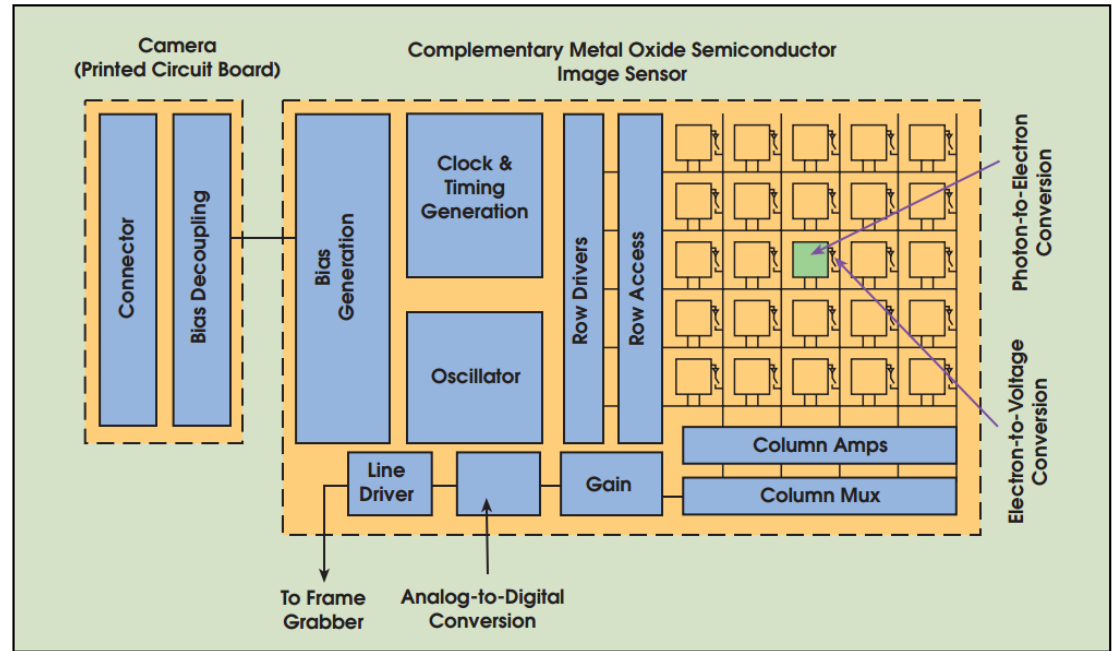 Camera
(Printed Circuit Board)
Complementary Metal Oxide Semiconductor
Image Sensor
Connector
Bias Decoupling
Bias
Generation
Clock &
Timing
Generation
Oscillator
Row Drivers
Row Access
Photon-to-Electron
Conversion
Electron-to-Voltage
Conversion
Column Amps
Column Mux
Line
Driver
Gain
To Frame
Grabber
Analog-to-Digital
Conversion